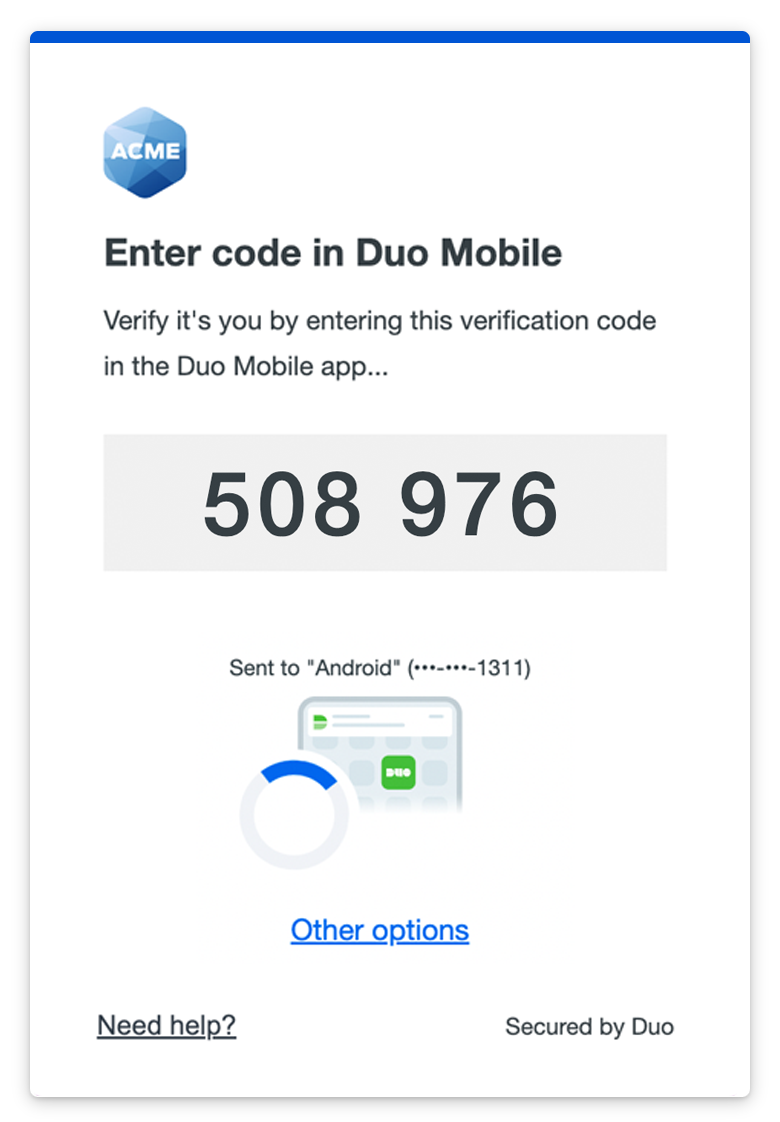 ACME
Enter code in Duo Mobile
Verify it's you by entering this verification code
in the Duo Mobile app...
508 976
Sent to "Android" (•••-•••-1311)
DUO
Other options
Need help?
Secured by Duo